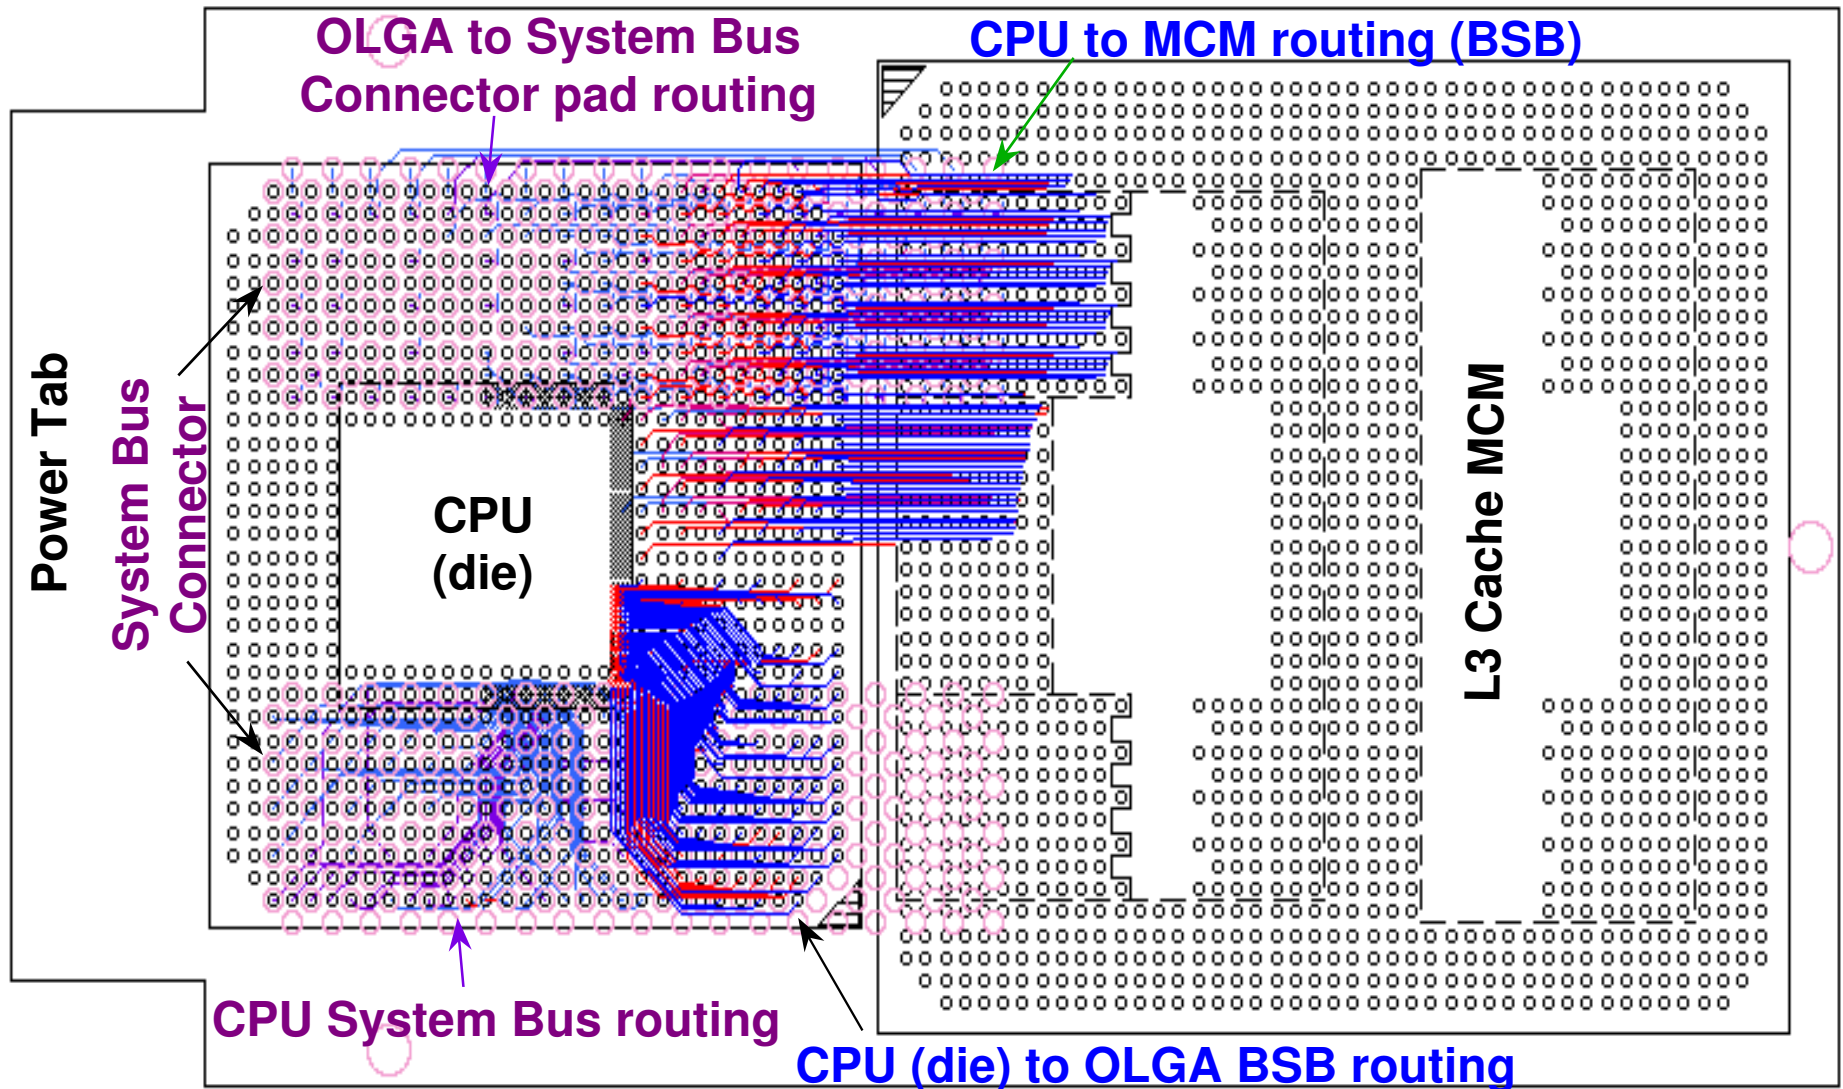 OLGA to System Bus
Connector pad routing
CPU to MCM routing (BSB)
Power Tab
System Bus
Connector
CPU
(die)
L3 Cache MCM
CPU System Bus routing
CPU (die) to OLGA BSB routing